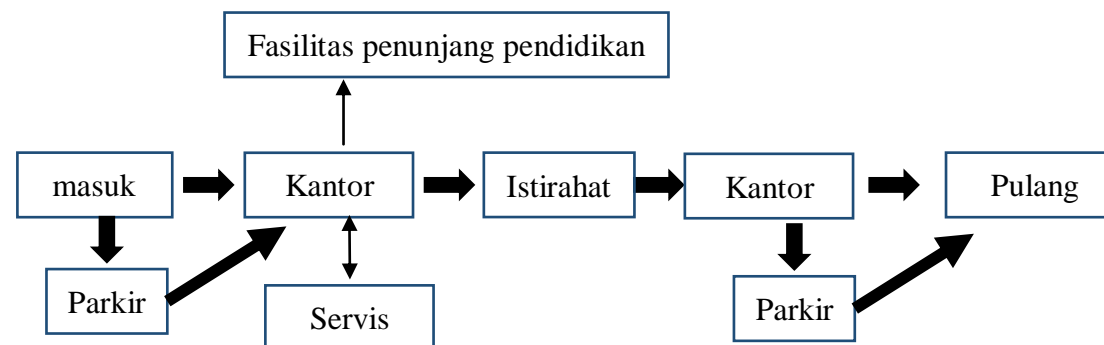 Fasilitas penunjang pendidikan
masuk
Kantor
Istirahat
Kantor
Pulang
Parkir
Servis
Parkir